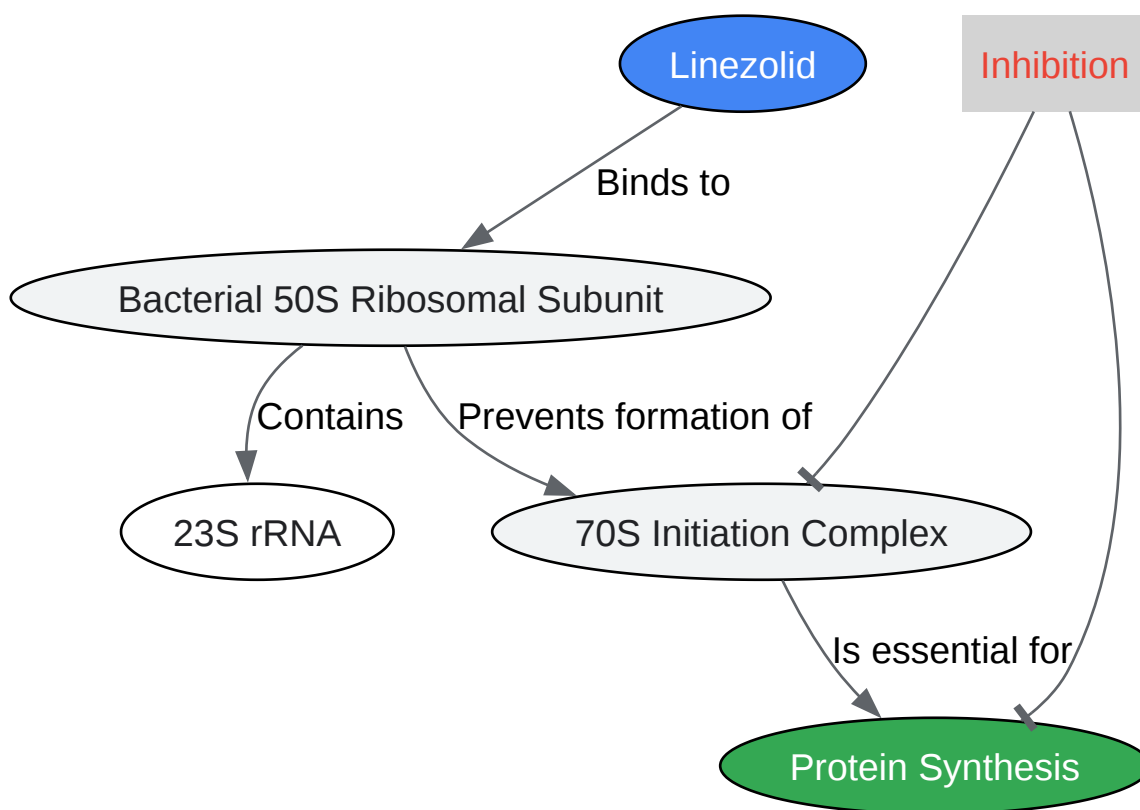 Linezolid
Inhibition
Binds to
Bacterial 50S Ribosomal Subunit
Contains
Prevents formation of
23S rRNA
70S Initiation Complex
Is essential for
Protein Synthesis